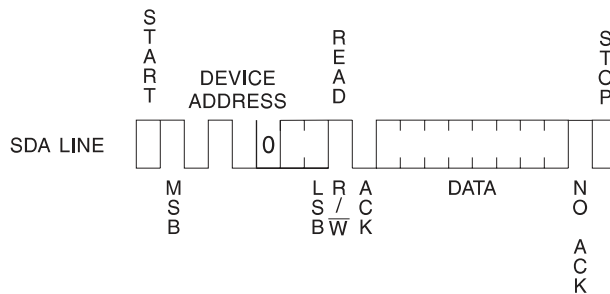 START
READ
STOP
DEVICE
ADDRESS
SDA LINE
0
MSB
LSB
R/W
ACK
DATA
NO ACK